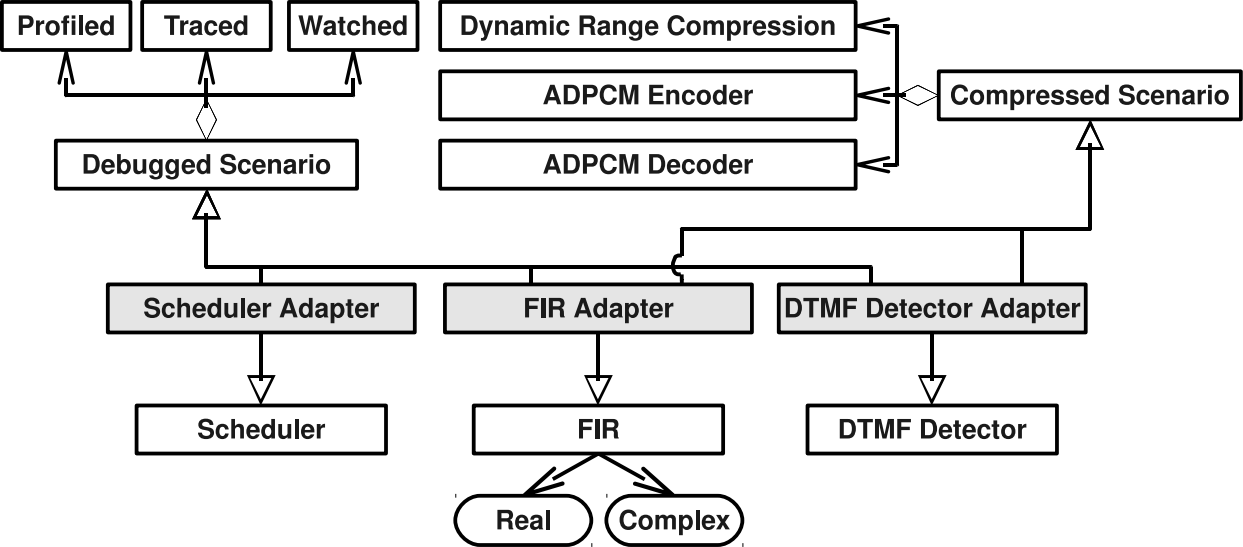 Profiled
Traced
Watched
Dynamic Range Compression
ADPCM Encoder
Compressed Scenario
Debugged Scenario
ADPCM Decoder
Scheduler Adapter
FIR Adapter
DTMF Detector Adapter
Scheduler
FIR
DTMF Detector
Real
Complex